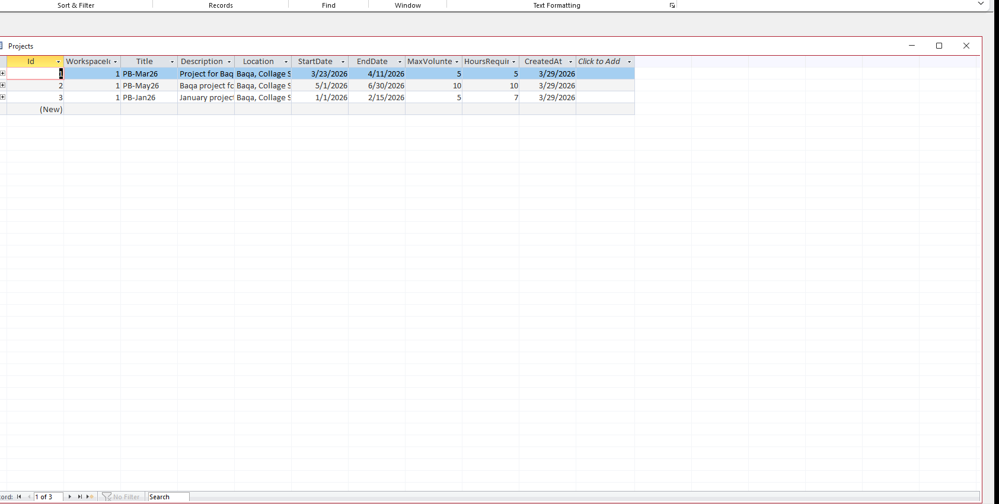 Sort & Filter Records Find Window Text Formatting
Projects
Id WorkspaceId Title Description Location StartDate EndDate MaxVolunte HoursRequir CreatedAt Click to Add
1 1 PB-Mar26 Project for Baq Baqa, Collage S 3/23/2026 4/11/2026 5 5 3/29/2026
2 1 PB-May26 Baqa project fo Baqa, Collage S 5/1/2026 6/30/2026 10 10 3/29/2026
3 1 PB-Jan26 January project Baqa, Collage S 1/1/2026 2/15/2026 5 7 3/29/2026
(New)
cord: 1 of 3 No Filter Search